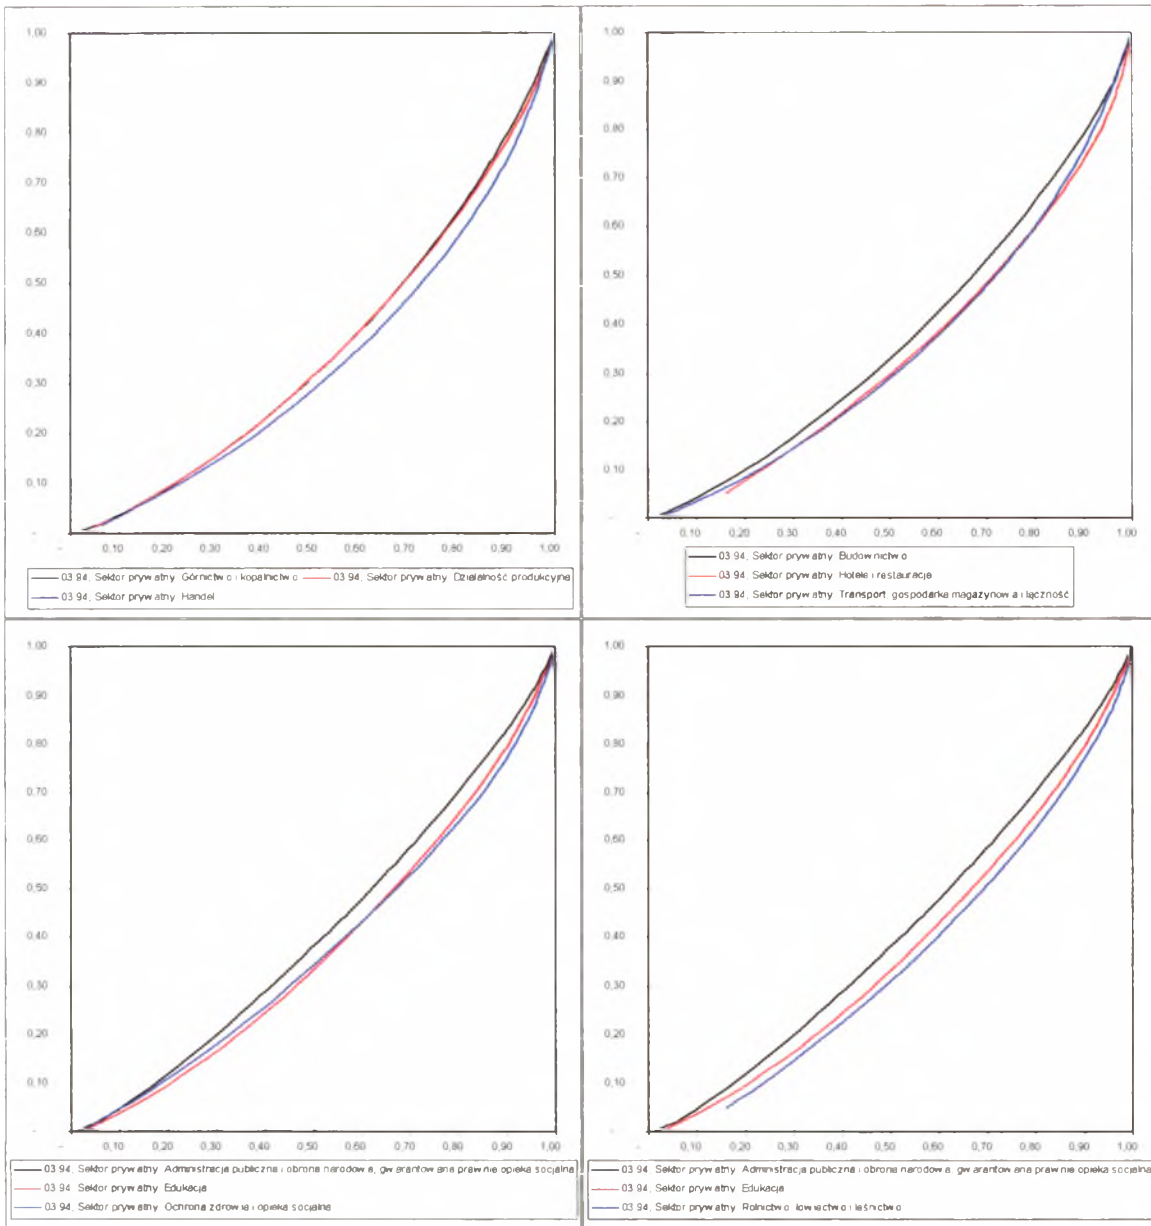 1,00
0,90
0,80
0,70
0,60
0,50
0,40
0,30
0,20
0,10
-
0,10 0,20 0,30 0,40 0,50 0,60 0,70 0,80 0,90 1,00
03 94, Sektor prywatny Górnictwo i kopalnictwo 03 94, Sektor prywatny Działalność produkcyjna
03 94, Sektor prywatny Handel
1,00
0,90
0,80
0,70
0,60
0,50
0,40
0,30
0,20
0,10
-
0,10 0,20 0,30 0,40 0,50 0,60 0,70 0,80 0,90 1,00
03 94, Sektor prywatny Budownictwo
03 94, Sektor prywatny Hotele i restauracje
03 94, Sektor prywatny Transport gospodarka magazynowa i łączność
1,00
0,90
0,80
0,70
0,60
0,50
0,40
0,30
0,20
0,10
-
0,10 0,20 0,30 0,40 0,50 0,60 0,70 0,80 0,90 1,00
03 94, Sektor prywatny Administracja publiczna i obrona narodowa, gwarantowana prawnie opieka socjalna
03 94, Sektor prywatny Edukacja
03 94, Sektor prywatny Ochrona zdrowia i opieka socjalna
1,00
0,90
0,80
0,70
0,60
0,50
0,40
0,30
0,20
0,10
-
0,10 0,20 0,30 0,40 0,50 0,60 0,70 0,80 0,90 1,00
03 94, Sektor prywatny Administracja publiczna i obrona narodowa, gwarantowana prawnie opieka socjalna
03 94, Sektor prywatny Edukacja
03 94, Sektor prywatny Rolnictwo łowiectwo i leśnictwo